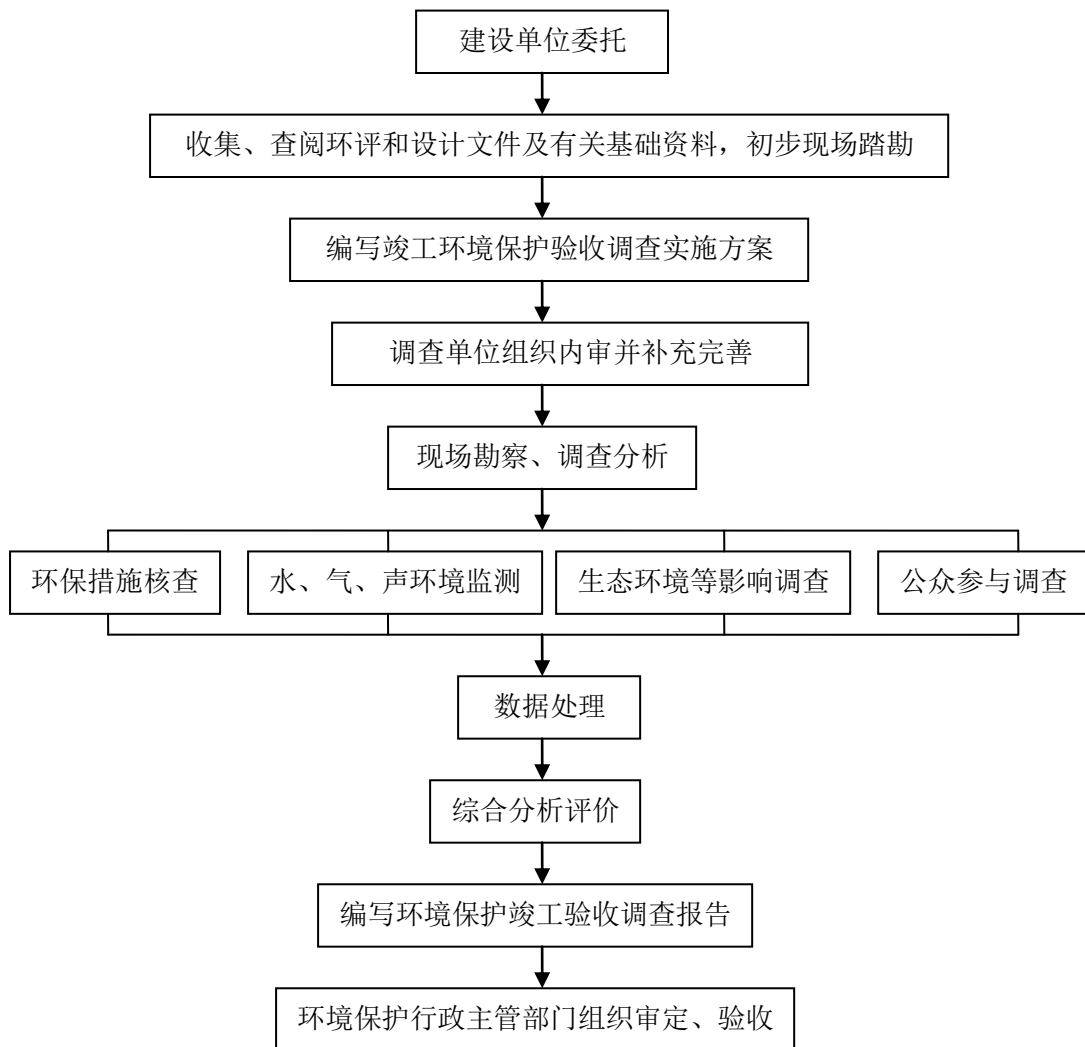 建设单位委托
收集、查阅环评和设计文件及有关基础资料，初步现场踏勘
编写竣工环境保护验收调查实施方案
调查单位组织内审并补充完善
现场勘察、调查分析
环保措施核查
水、气、声环境监测
生态环境等影响调查
公众参与调查
数据处理
综合分析评价
编写环境保护竣工验收调查报告
环境保护行政主管部门组织审定、验收